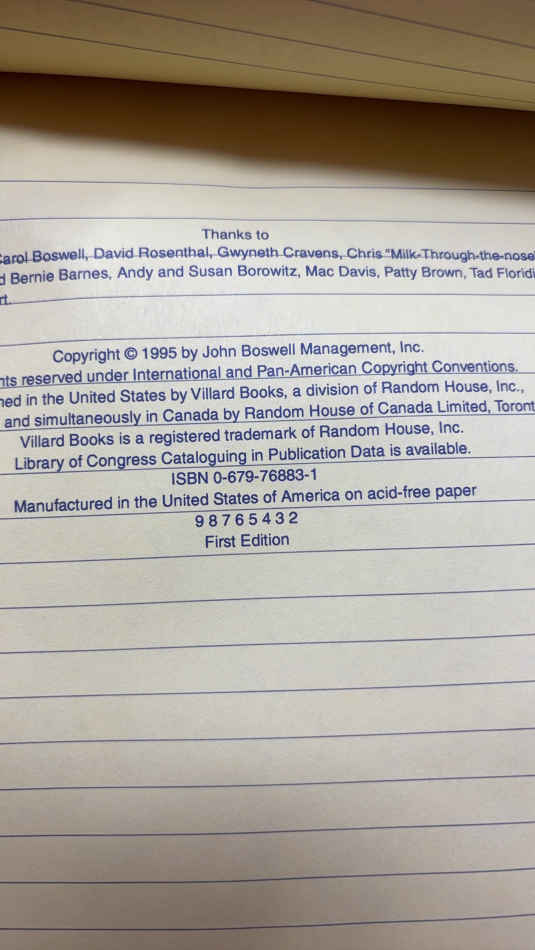 Thanks to
Carol Boswell, David Rosenthal, Gwyneth Cravens, Chris "Milk-Through-the-nose
Bernie Barnes, Andy and Susan Borowitz, Mac Davis, Patty Brown, Tad Floridi
rt.
Copyright © 1995 by John Boswell Management, Inc.
hts reserved under International and Pan-American Copyright Conventions.
hed in the United States by Villard Books, a division of Random House, Inc.,
and simultaneously in Canada by Random House of Canada Limited, Toront
Villard Books is a registered trademark of Random House, Inc.
Library of Congress Cataloguing in Publication Data is available.
ISBN 0-679-76883-1
Manufactured in the United States of America on acid-free paper
9 8 7 6 5 4 3 2
First Edition